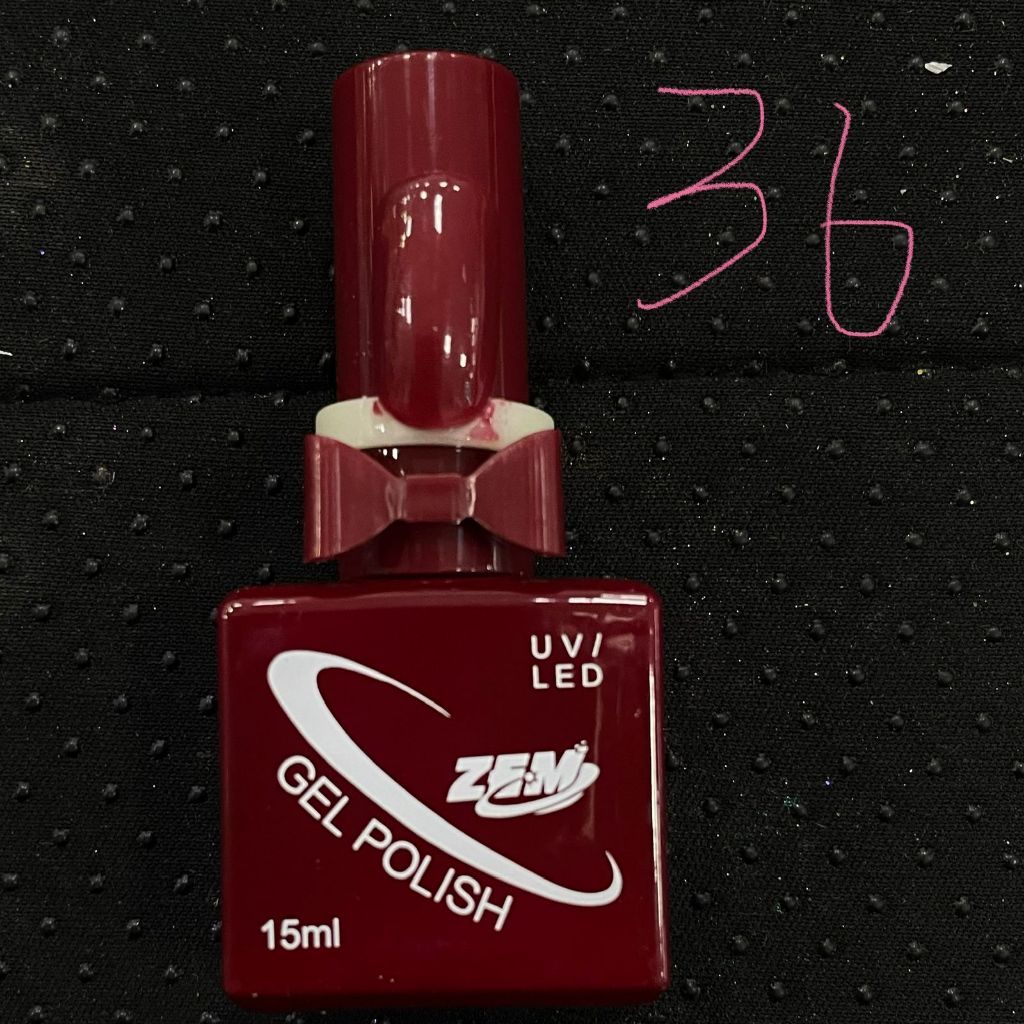 36
UV/
LED
ZEM
GEL POLISH
15ml